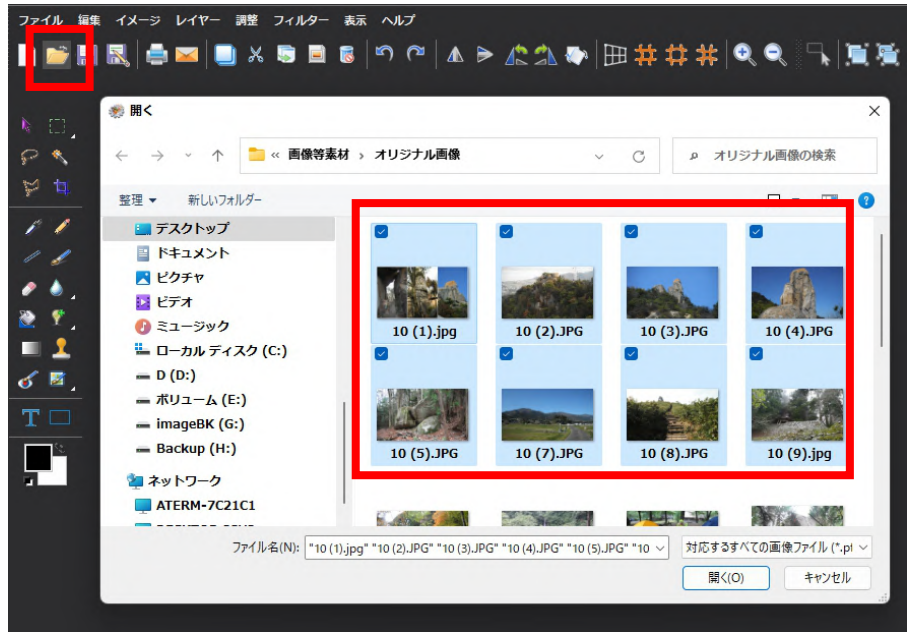 ファイル 編集 イメージ レイヤー 調整 フィルター 表示 ヘルプ
開く
« 画像等素材 › オリジナル画像
オリジナル画像の検索
整理 新しいフォルダー
デスクトップ
ドキュメント
ピクチャ
ビデオ
ミュージック
ローカル ディスク (C:)
D (D:)
ボリューム (E:)
imageBK (G:)
Backup (H:)
ネットワーク
ATERM-7C21C1
10 (1).jpg 10 (2).JPG 10 (3).JPG 10 (4).JPG
10 (5).JPG 10 (7).JPG 10 (8).JPG 10 (9).jpg
ファイル名(N): "10 (1).jpg" "10 (2).JPG" "10 (3).JPG" "10 (4).JPG" "10 (5).JPG" "10
対応するすべての画像ファイル (*.pt
開く(O) キャンセル
T